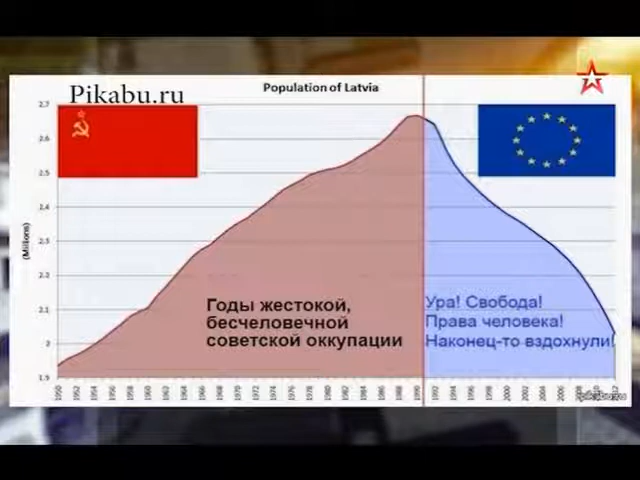 Pikabu.ru
Population of Latvia
2.7
2.6
2.5
2.4
2.3
2.2
2.1
2
1.9
(Millions)
Годы жестокой,
бесчеловечной
советской оккупации
Ура! Свобода!
Права человека!
Наконец-то вздохнули!
1950 1952 1954 1956 1958 1960 1962 1964 1966 1968 1970 1972 1974 1976 1978 1980 1982 1984 1986 1988 1990 1992 1994 1996 1998 2000 2002 2004 2006
pikabu.ru